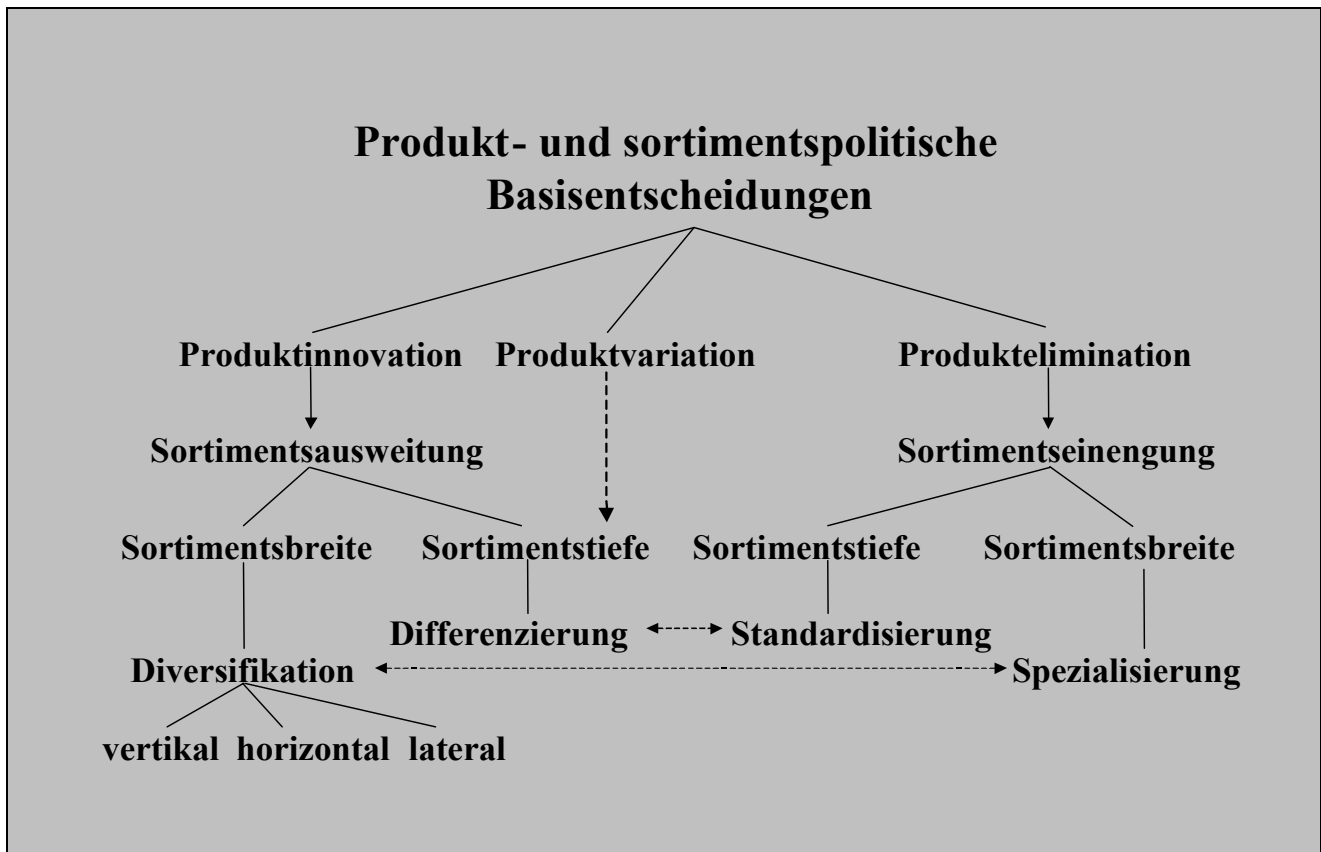 Produkt- und sortimentspolitische
Basisentscheidungen
Produktinnovation Produktvariation Produktelimination
Sortimentsausweitung Sortimentseinengung
Sortimentsbreite Sortimentstiefe Sortimentstiefe Sortimentsbreite
Differenzierung Standardisierung
Diversifikation Spezialisierung
vertikal horizontal lateral